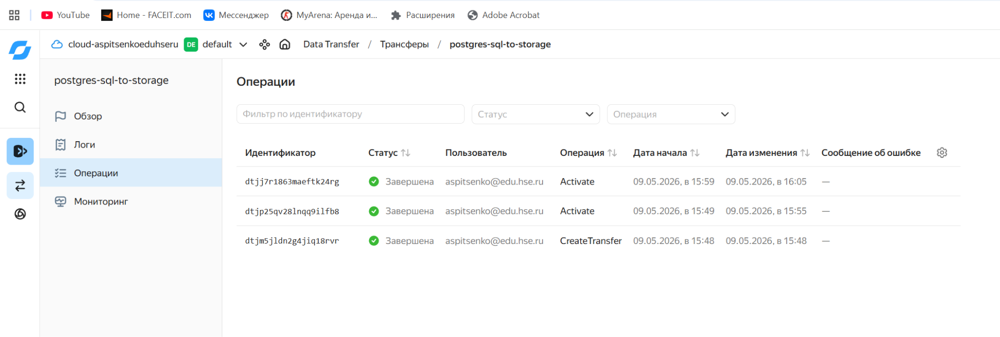 YouTube Home - FACEIT.com Мессенджер MyArena: Аренда и... Расширения Adobe Acrobat
cloud-aspitsenkoeduhseru DE default Data Transfer / Трансферы / postgres-sql-to-storage
postgres-sql-to-storage
Обзор
Логи
Операции
Мониторинг
Операции
Фильтр по идентификатору Статус Операция
Идентификатор Статус Пользователь Операция Дата начала Дата изменения Сообщение об ошибке
dtjj7r1863maeftk24rg Завершена aspitsenko@edu.hse.ru Activate 09.05.2026, в 15:59 09.05.2026, в 16:05 —
dtjp25qv28lnqq9ilfb8 Завершена aspitsenko@edu.hse.ru Activate 09.05.2026, в 15:49 09.05.2026, в 15:55 —
dtjm5jldn2g4jiq18rvr Завершена aspitsenko@edu.hse.ru CreateTransfer 09.05.2026, в 15:48 09.05.2026, в 15:48 —